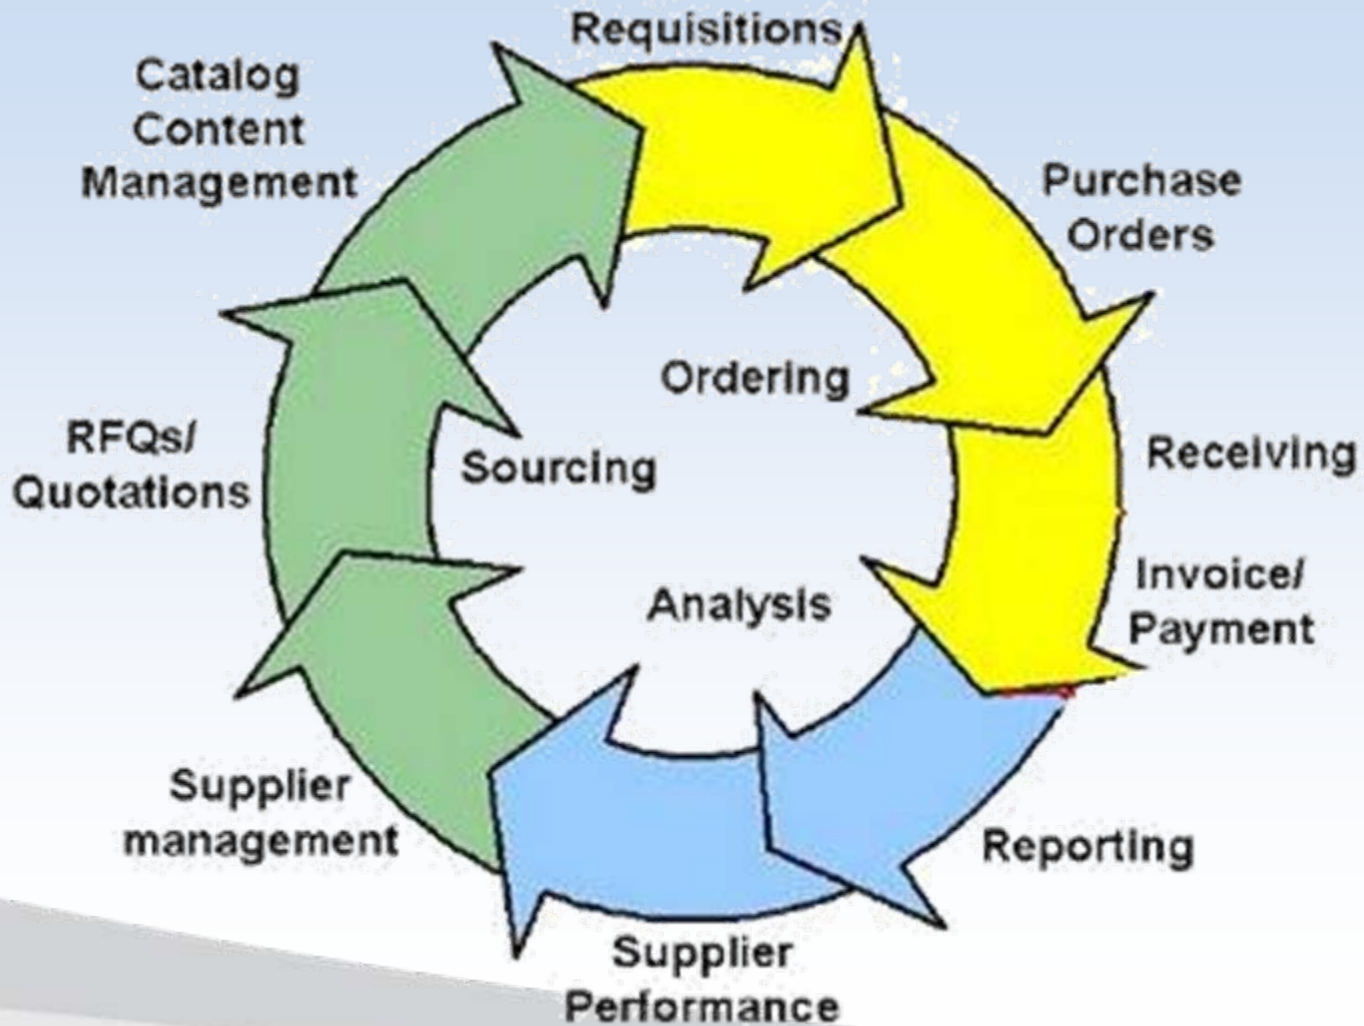 Requisitions
Catalog
Content
Management
Purchase
Orders
Ordering
RFQs/
Quotations
Sourcing
Receiving
Invoice/
Payment
Analysis
Supplier
management
Reporting
Supplier
Performance